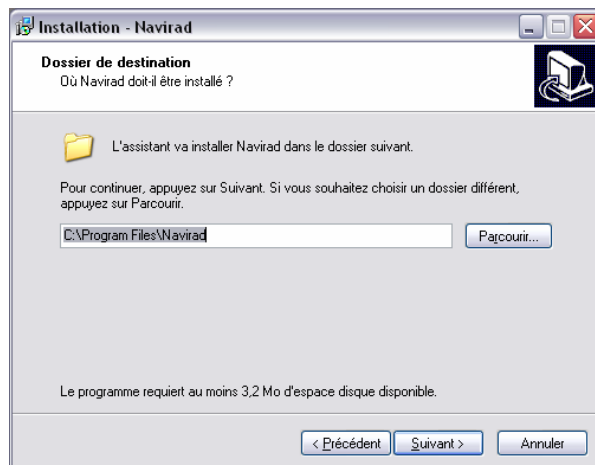 Installation - Navirad
Dossier de destination
Où Navirad doit-il être installé ?
L'assistant va installer Navirad dans le dossier suivant.
Pour continuer, appuyez sur Suivant. Si vous souhaitez choisir un dossier différent,
appuyez sur Parcourir.
C:\Program Files\Navirad
Parcourir...
Le programme requiert au moins 3,2 Mo d'espace disque disponible.
< Précédent
Suivant >
Annuler